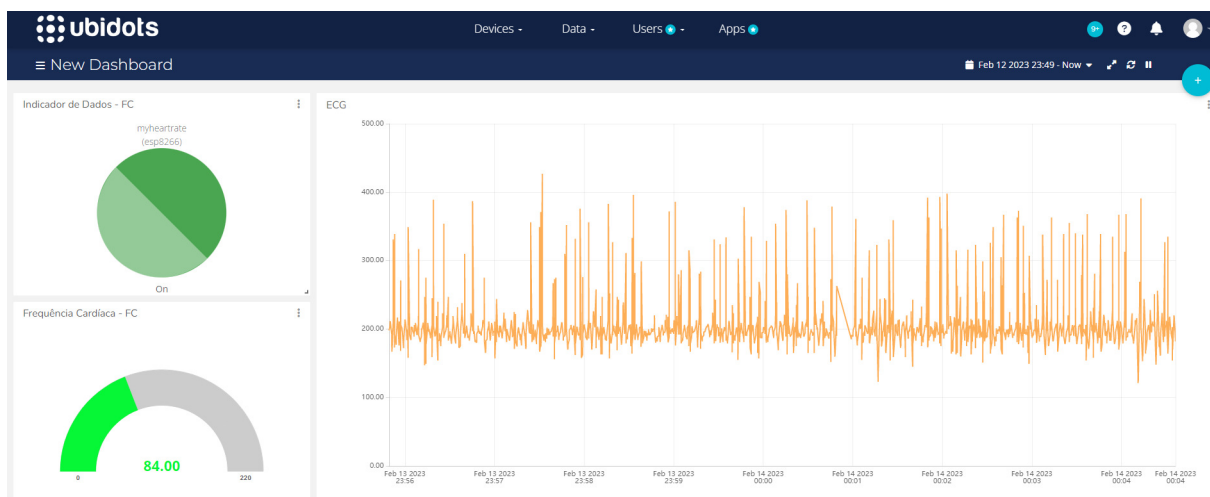 ubidots
Devices
Data
Users
Apps
9+
?
≡ New Dashboard
Feb 12 2023 23:49 - Now
+
Indicador de Dados - FC
myheartrate
(esp8266)
On
Frequência Cardíaca - FC
84.00
0
220
ECG
500.00
400.00
300.00
200.00
100.00
0.00
Feb 13 2023
23:56
Feb 13 2023
23:57
Feb 13 2023
23:58
Feb 13 2023
23:59
Feb 14 2023
00:00
Feb 14 2023
00:01
Feb 14 2023
00:02
Feb 14 2023
00:03
Feb 14 2023
00:04
Feb 14 2023
00:04